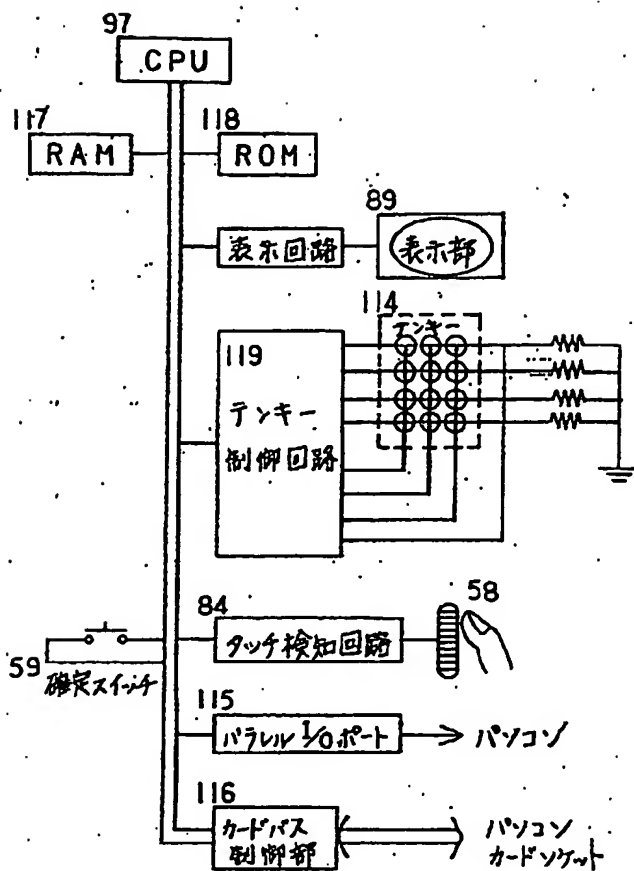 97
CPU
117
RAM
118
ROM
89
表示回路
表示部
114
テンキー
119
テンキー
制御回路
84
タッチ検知回路
58
59
確定スイッチ
115
パラレルI/Oポート
パソコン
116
カードバス
制御部
パソコン
カードソケット